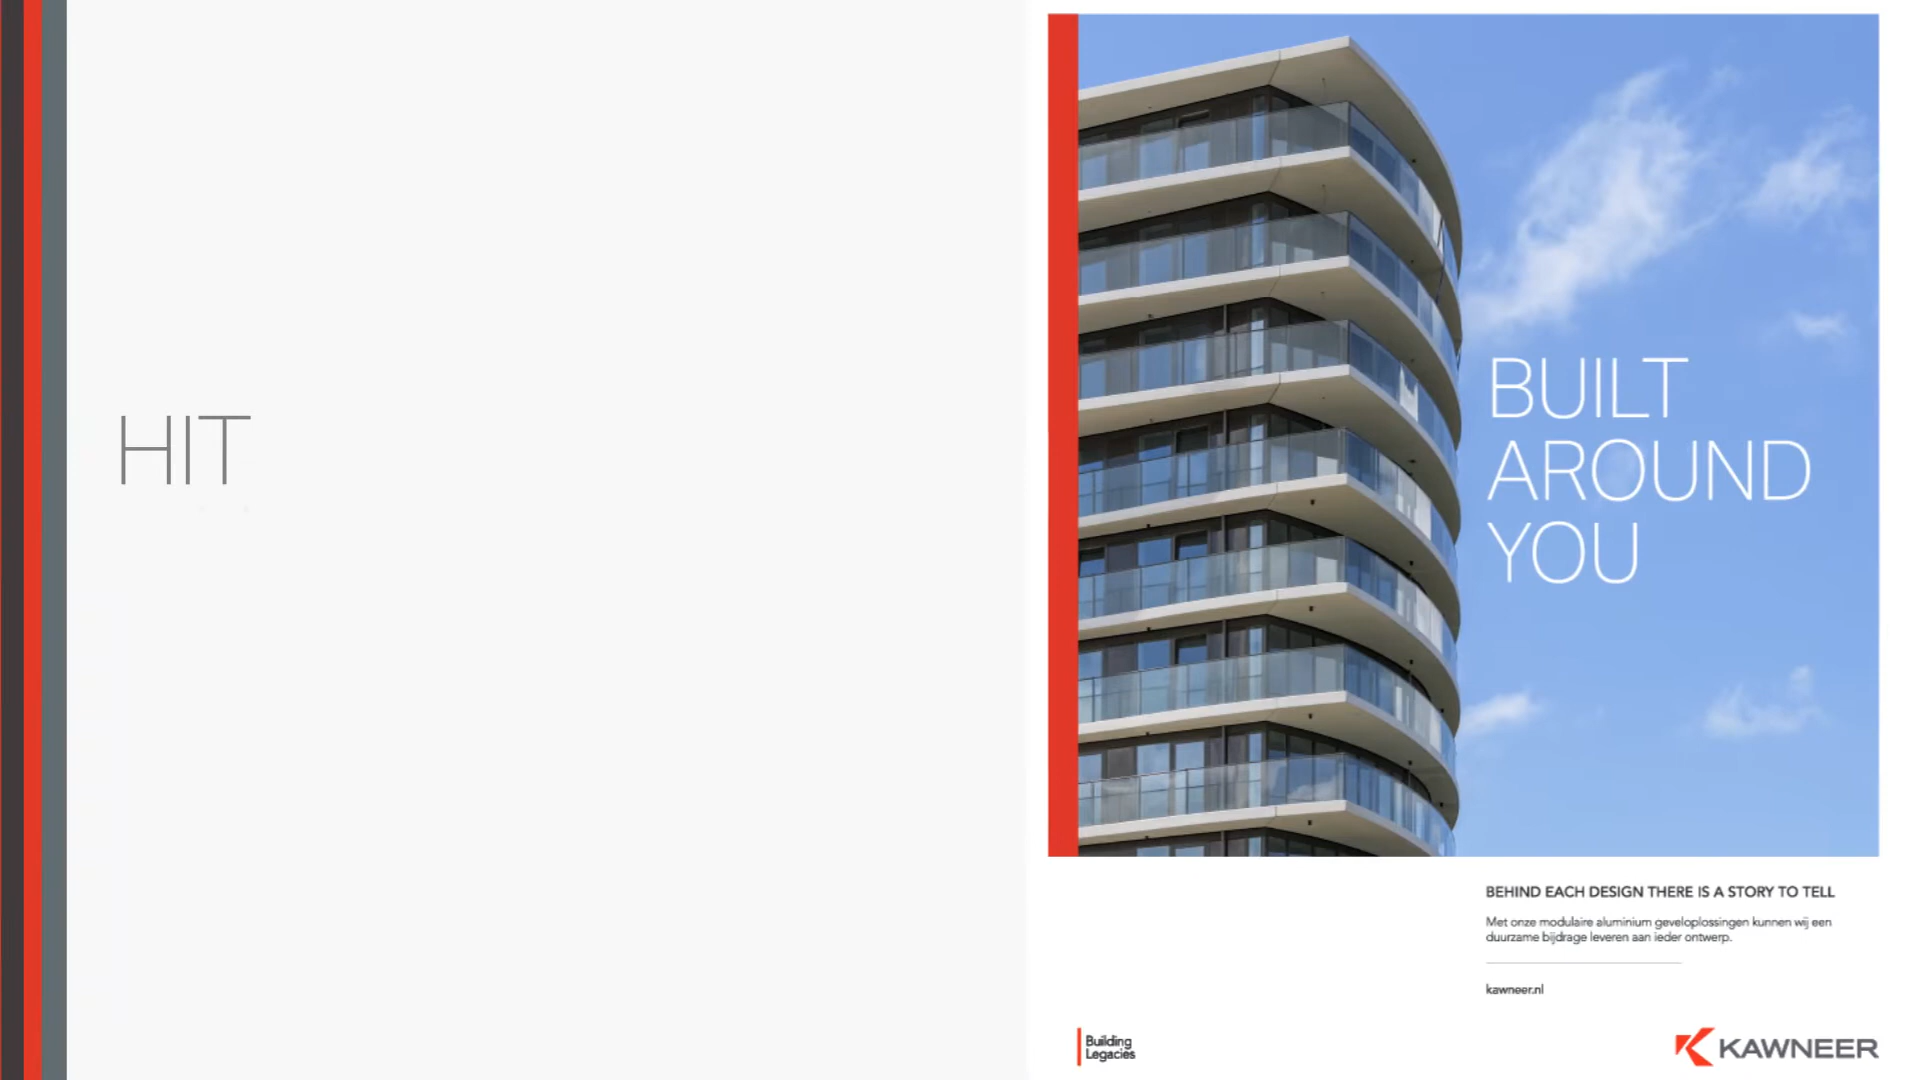 HIT
BUILT
AROUND
YOU
BEHIND EACH DESIGN THERE IS A STORY TO TELL
Met onze modulaire aluminium geveloplossingen kunnen wij een
duurzame bijdrage leveren aan ieder ontwerp.
kawneer.nl
Building
Legacies
KAWNEER